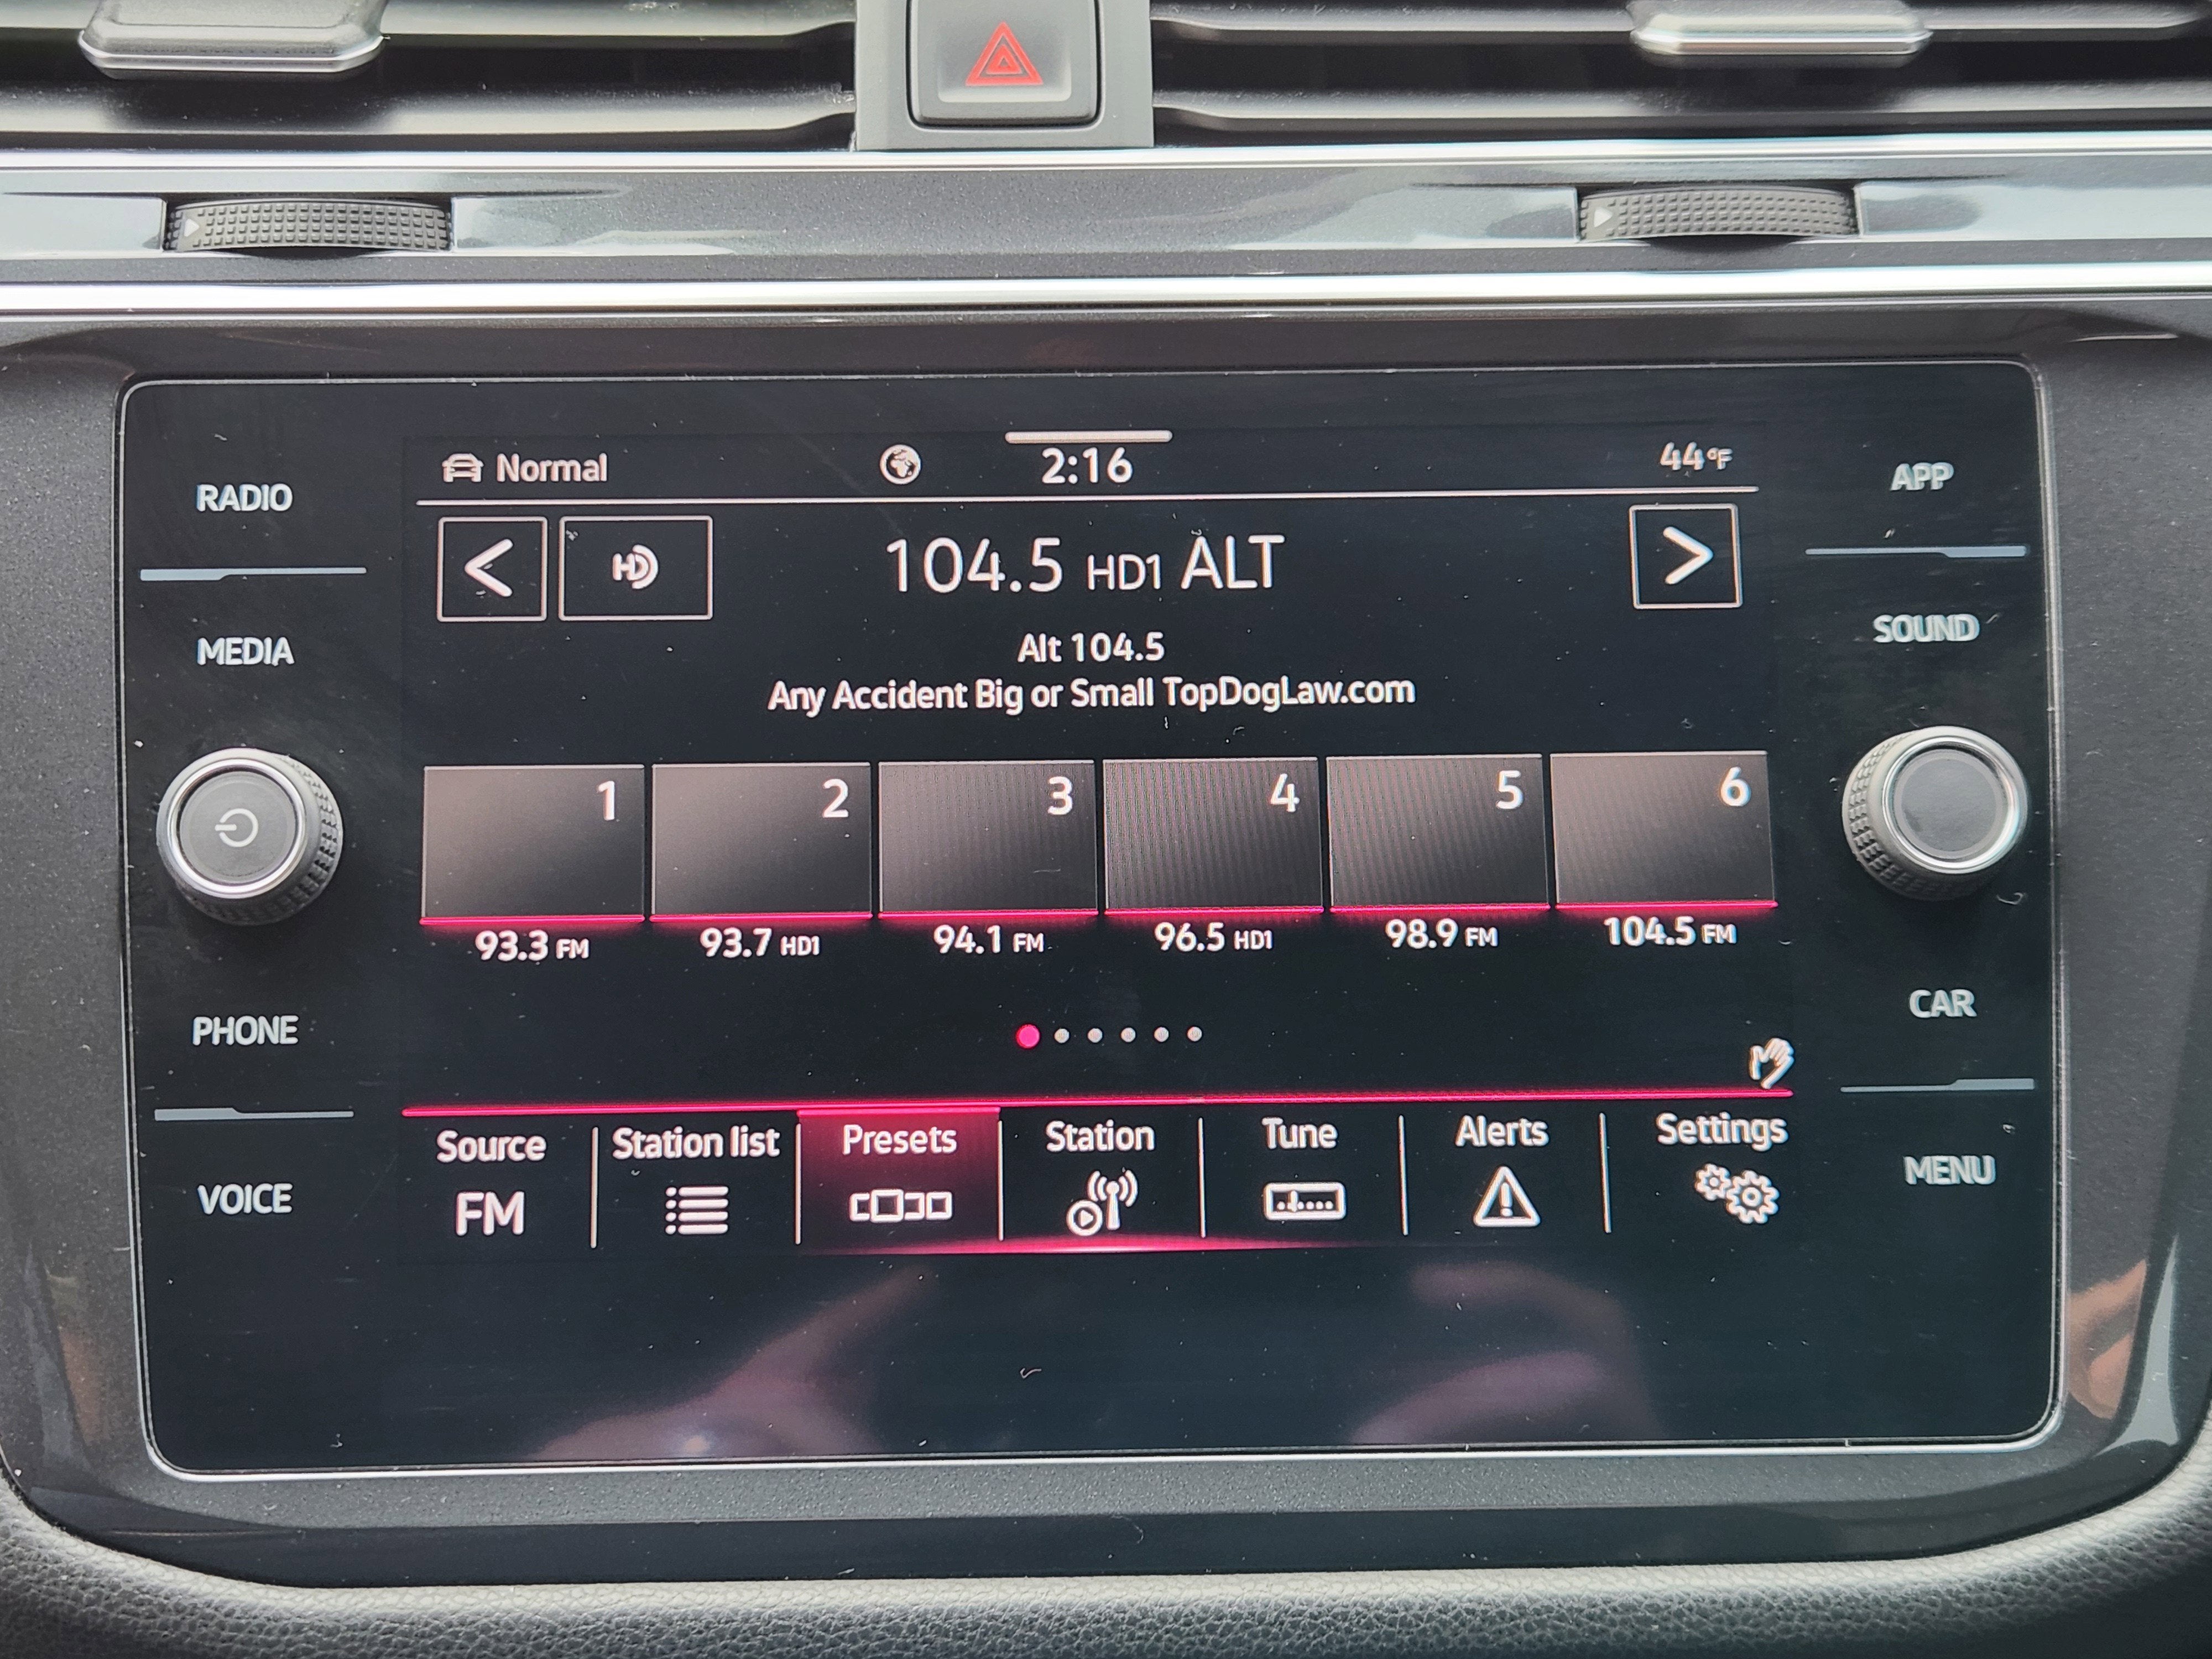 Normal 2:16 44°F
RADIO
APP
HD
104.5 HD1 ALT
SOUND
MEDIA
Alt 104.5
Any Accident Big or Small TopDogLaw.com
1 2 3 4 5 6
93.3 FM 93.7 HD1 94.1 FM 96.5 HD1 98.9 FM 104.5 FM
PHONE
CAR
Source Station list Presets Station Tune Alerts Settings
FM
VOICE
MENU